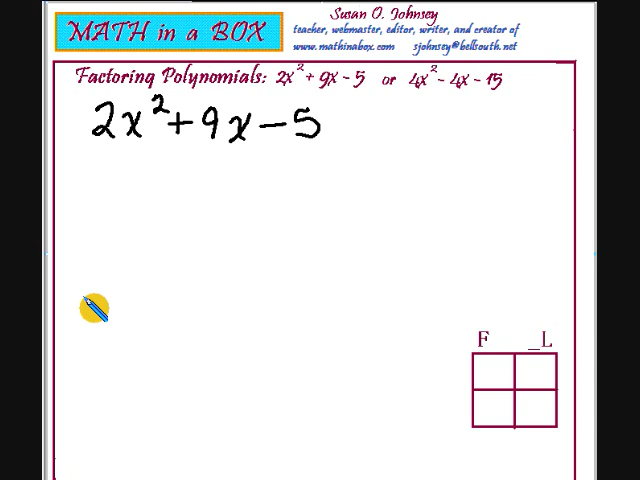 MATH in a BOX
Susan O. Johnsey
teacher, webmaster, editor, writer, and creator of
www.mathinabox.com sjohnsey@bellsouth.net
Factoring Polynomials: 2x² + 9x - 5 or 4x² - 4x - 15
2x² + 9x - 5
F _L